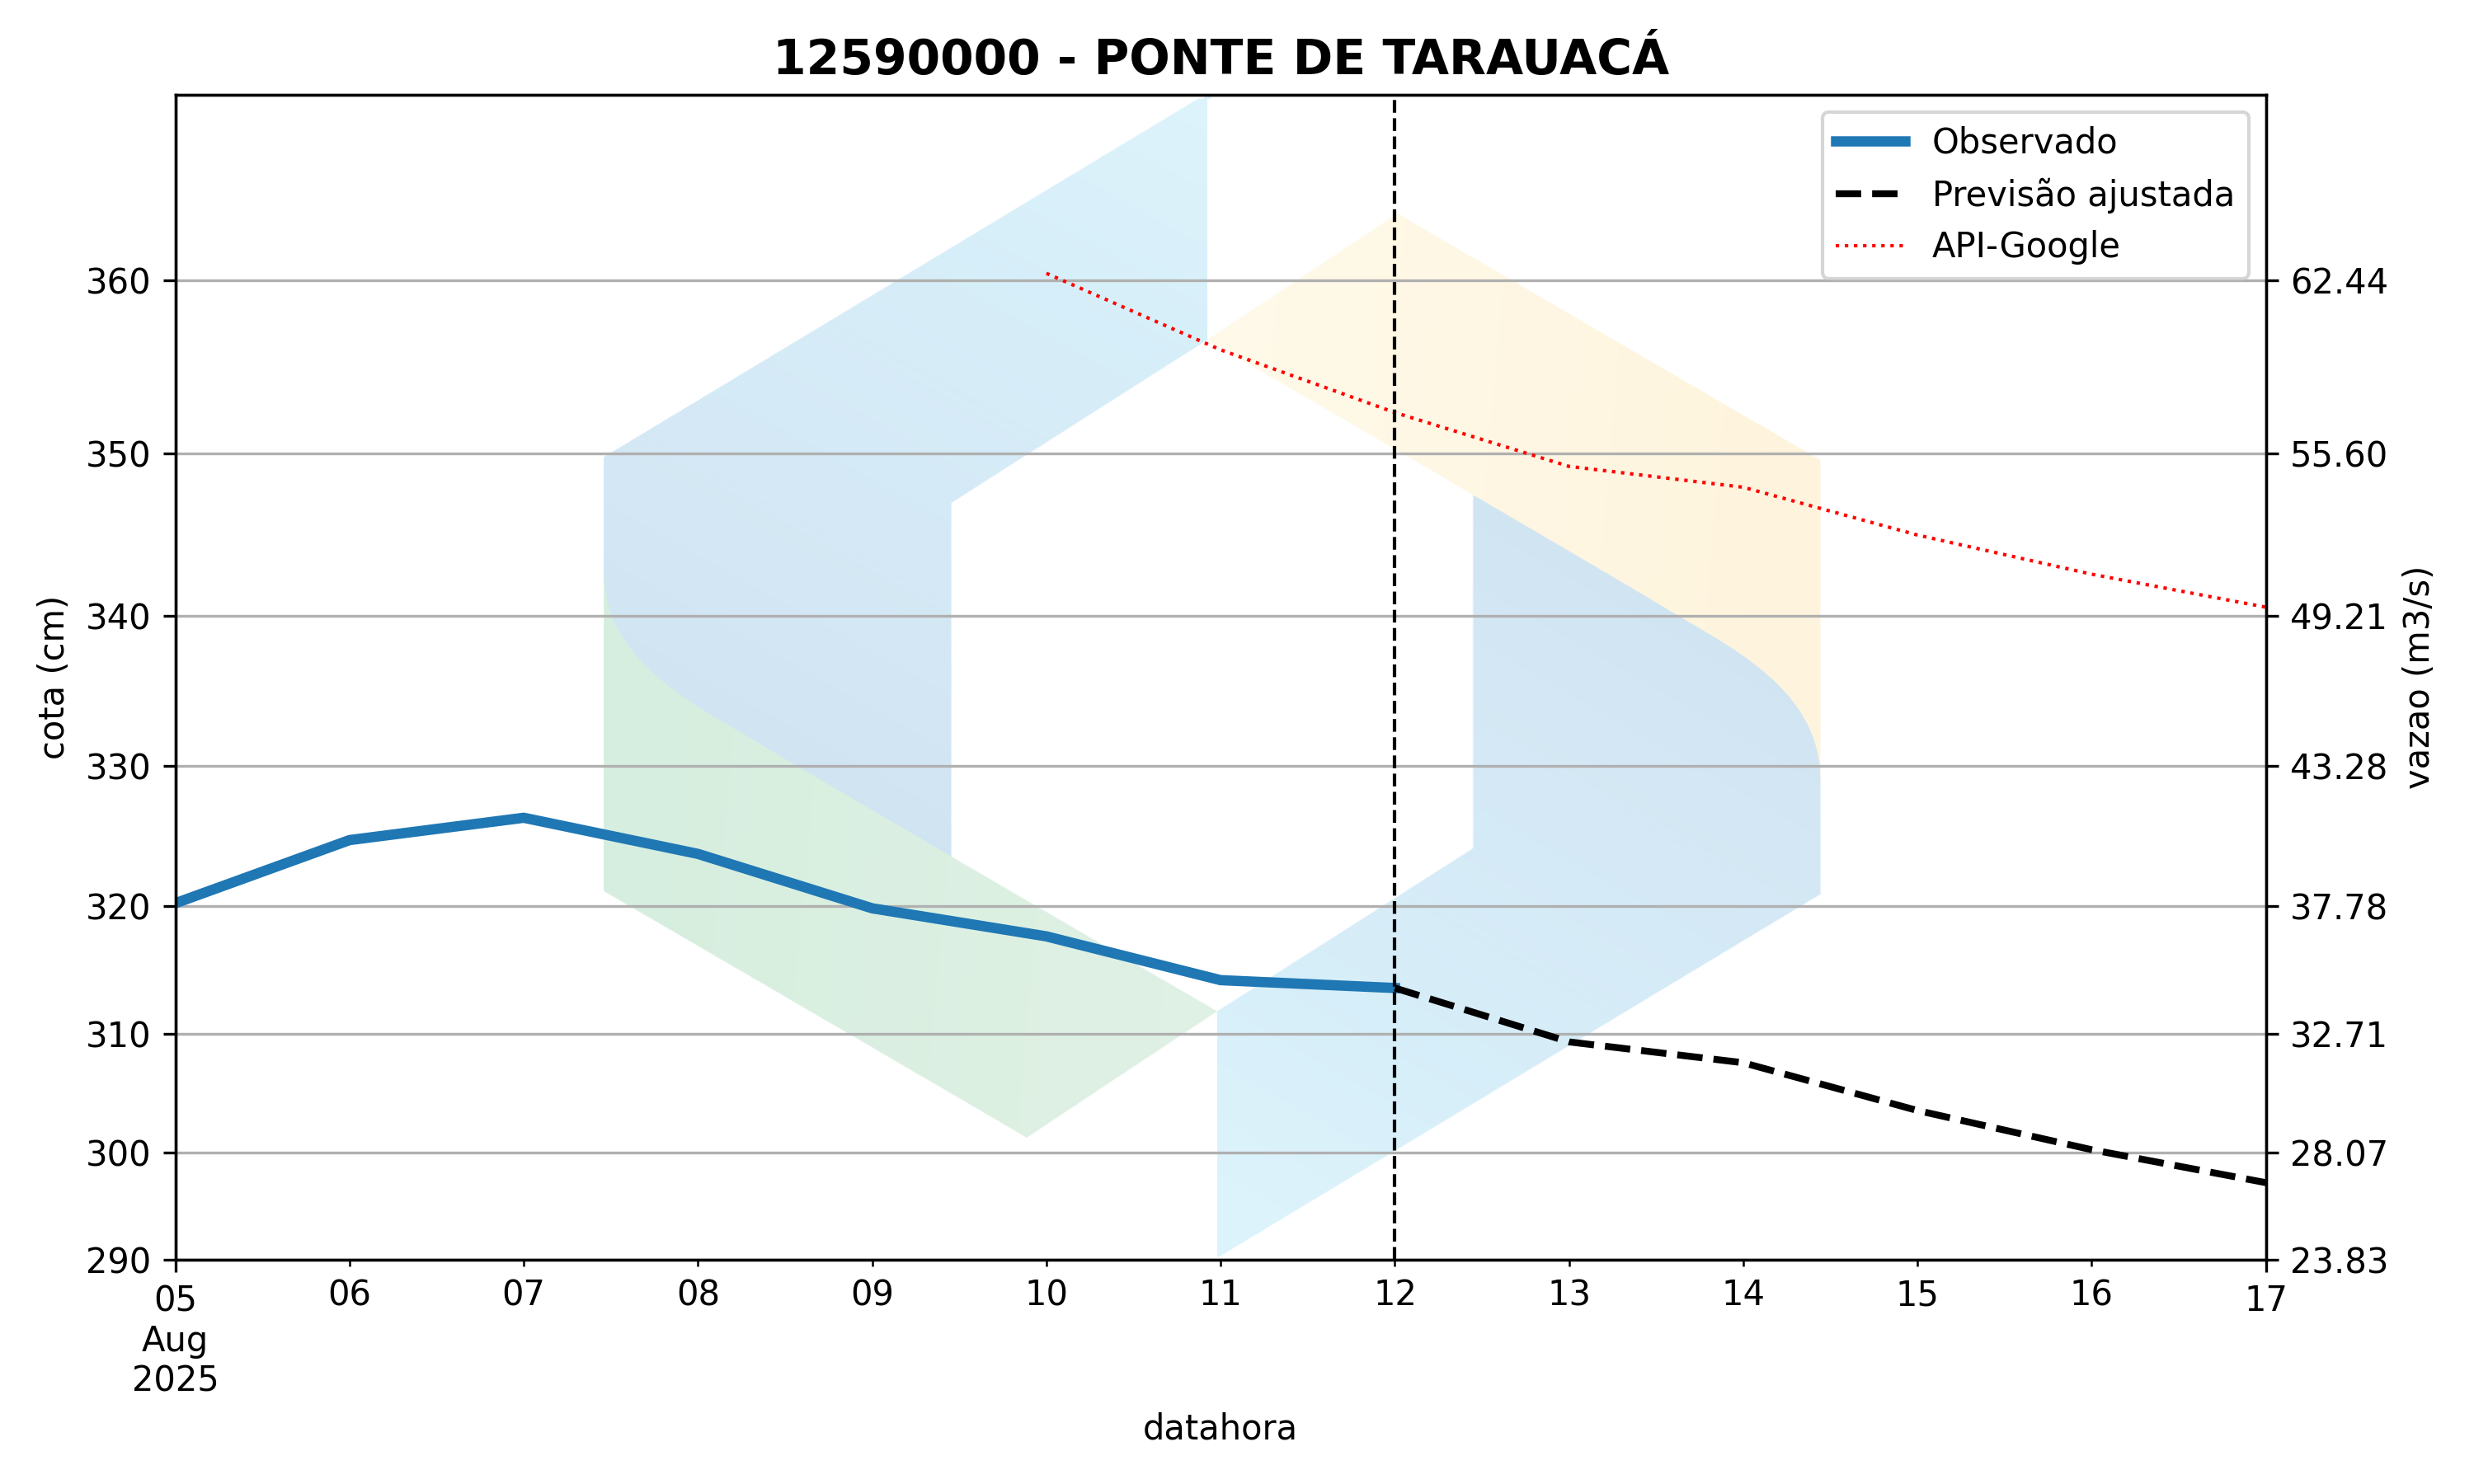 12590000 - PONTE DE TARAUACÁ
Observado
Previsão ajustada
API-Google
cota (cm)
360
350
340
330
320
310
300
290
62.44
55.60
49.21
43.28
37.78
32.71
28.07
23.83
vazao (m3/s)
05 06 07 08 09 10 11 12 13 14 15 16 17
Aug
2025
datahora